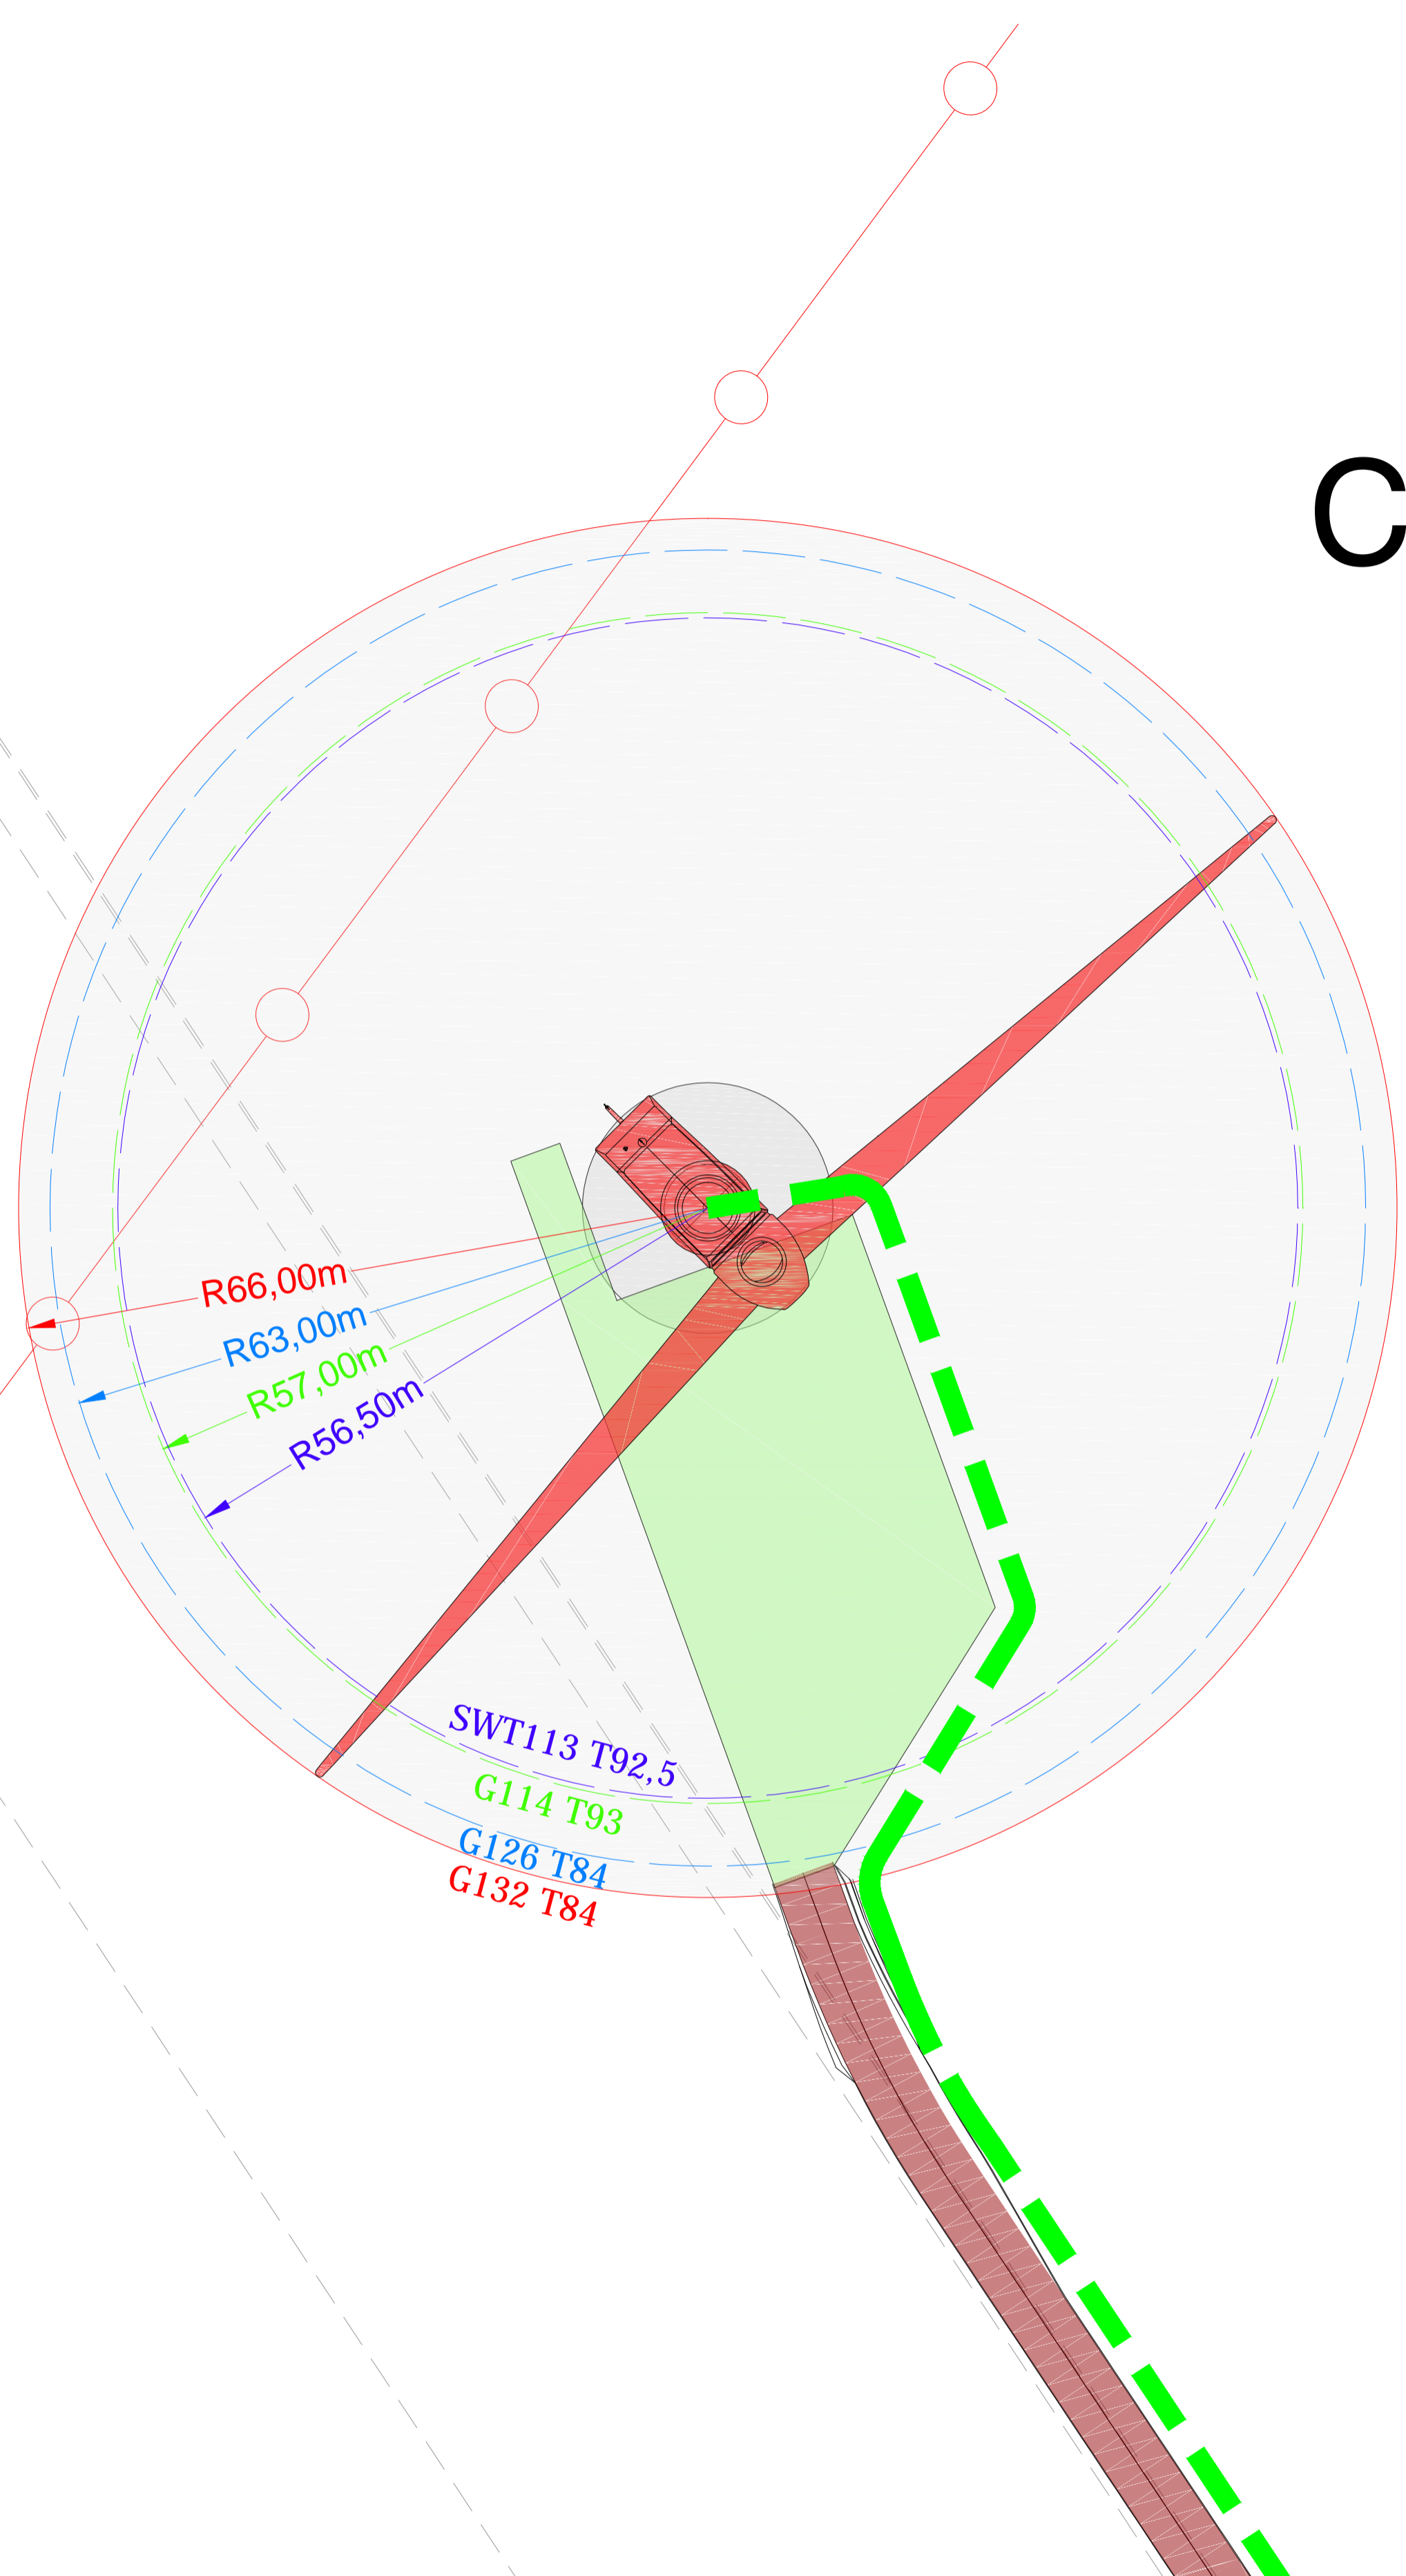 C
R66,00m
R63,00m
R57,00m
R56,50m
SWT113 T92,5
G114 T93
G126 T84
G132 T84